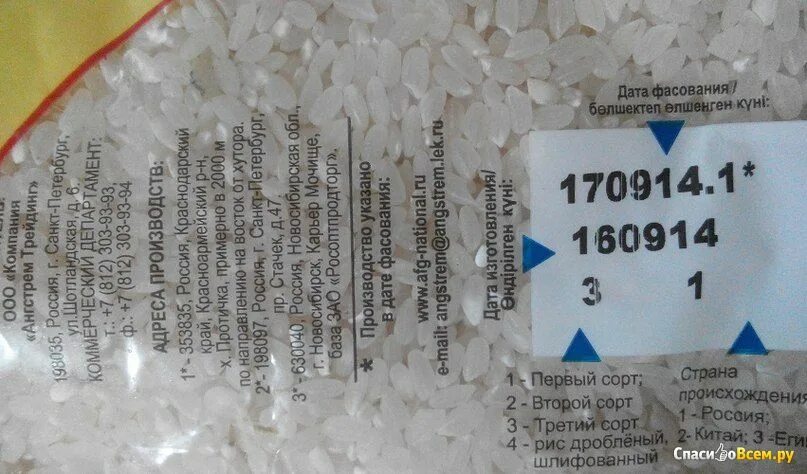 ООО «Компания
«Ангстрем Трейдинг»
198035, Россия, г. Санкт-Петербург,
ул.Шотландская, д. 6.
КОММЕРЧЕСКИЙ ДЕПАРТАМЕНТ:
т.: +7 (812) 303-93-93,
ф.: +7 (812) 303-93-94
АДРЕСА ПРОИЗВОДСТВ:
1* - 353835, Россия, Краснодарский
край, Красноармейский р-н,
х. Протичка, примерно в 2000 м
по направлению на восток от хутора.
2* - 198097, Россия, г. Санкт-Петербург,
пр. Стачек, д.47.
3* - 630040, Россия, Новосибирская обл.,
г. Новосибирск, Карьер Мочище,
база ЗАО «Росоптпродторг».
* Производство указано
в дате фасования:
www.afg-national.ru
e-mail: angstrem@angstrem.lek.ru
Дата изготовления/
Өндірілген күні:
Дата фасования /
бөлшектеп өлшенген күні:
170914.1*
160914
3 1
1 - Первый сорт;
2 - Второй сорт
3 - Третий сорт
4 - рис дроблёный,
шлифованный
Страна
происхождения
1 - Россия;
2- Китай; 3 -Еги
СпасибоВсем.ру